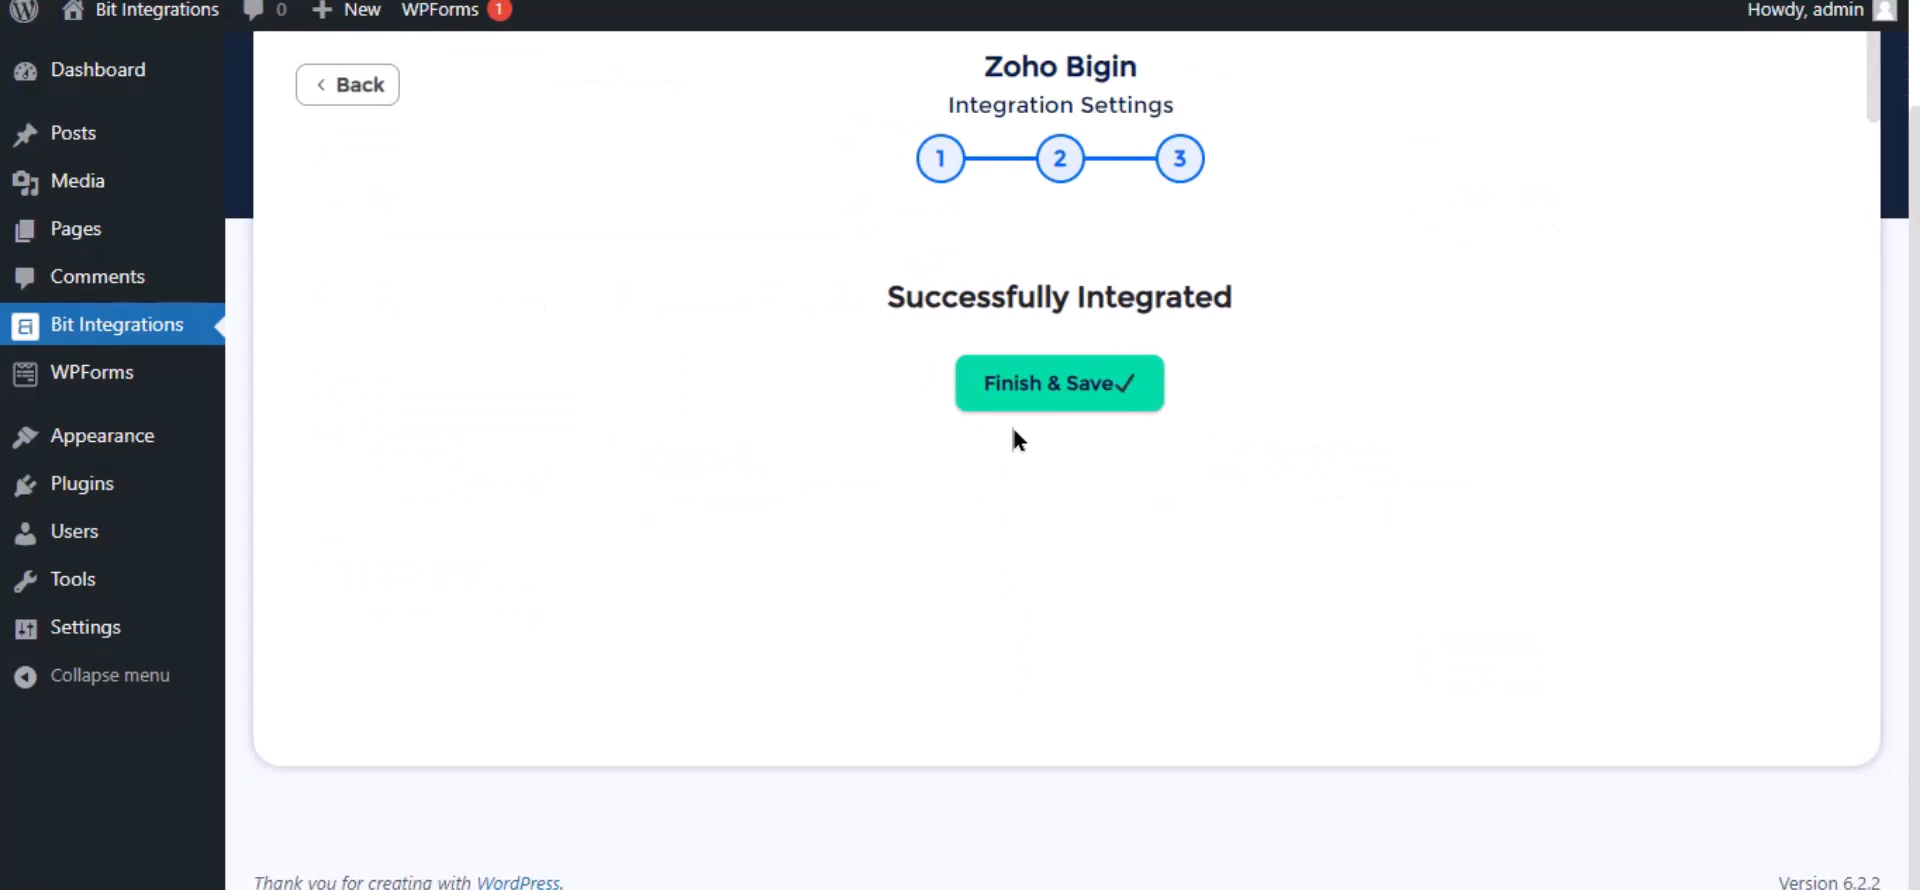 Bit Integrations 0 New WPForms 1 Howdy, admin
Dashboard
Posts
Media
Pages
Comments
Bit Integrations
WPForms
Appearance
Plugins
Users
Tools
Settings
Collapse menu
Back
Zoho Bigin
Integration Settings
1 2 3
Successfully Integrated
Finish & Save
Thank you for creating with WordPress. Version 6.2.2